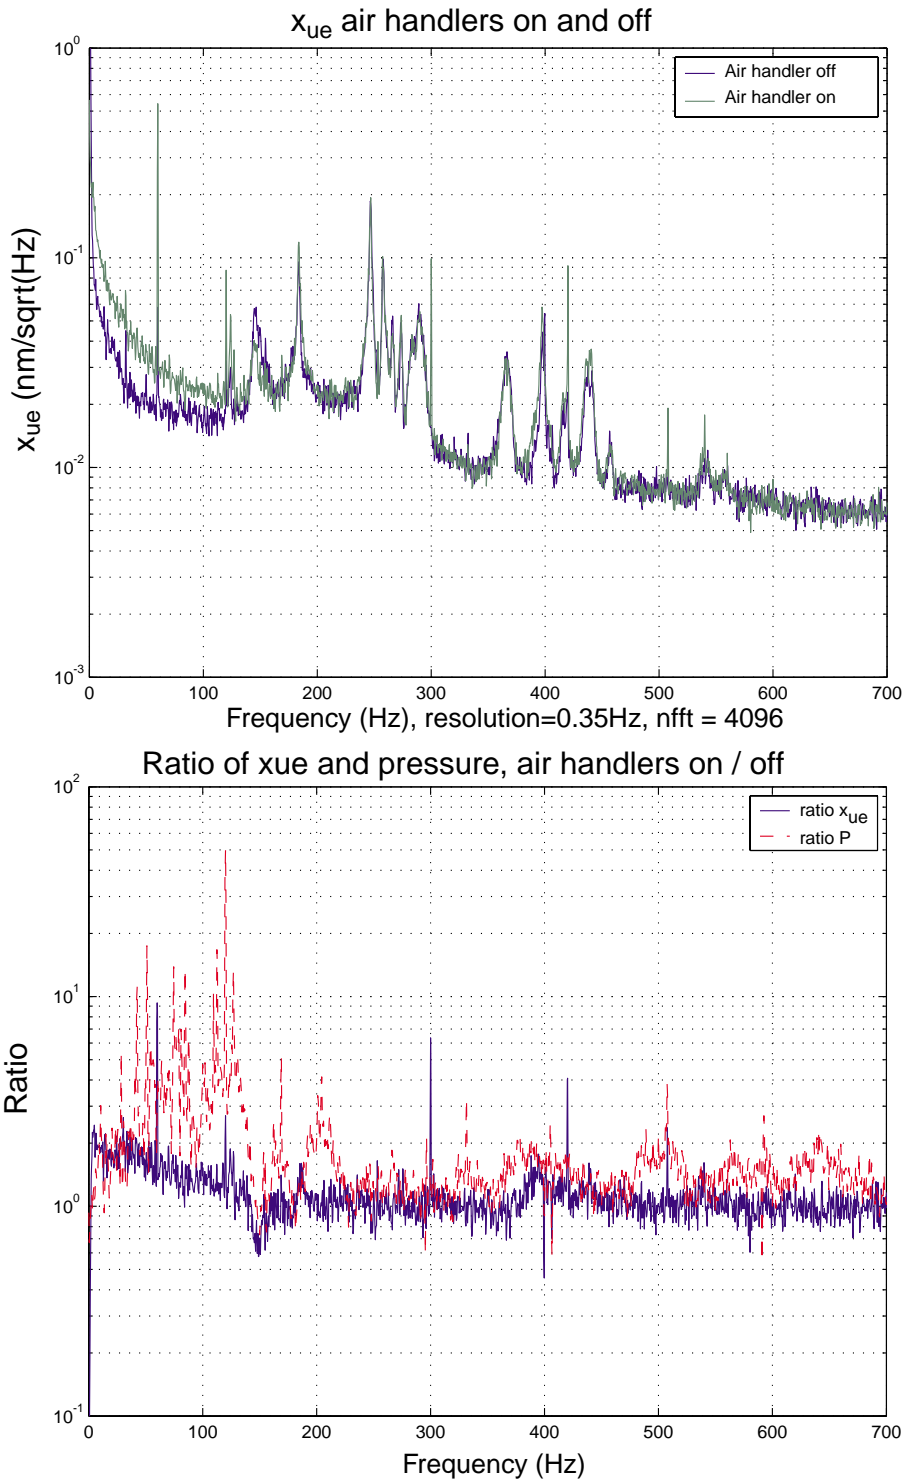 x_ue air handlers on and off
Air handler off
Air handler on
x_ue (nm/sqrt(Hz)
10^0
10^-1
10^-2
10^-3
0 100 200 300 400 500 600 700
Frequency (Hz), resolution=0.35Hz, nfft = 4096
Ratio of xue and pressure, air handlers on / off
ratio x_ue
ratio P
Ratio
10^2
10^1
10^0
10^-1
0 100 200 300 400 500 600 700
Frequency (Hz)